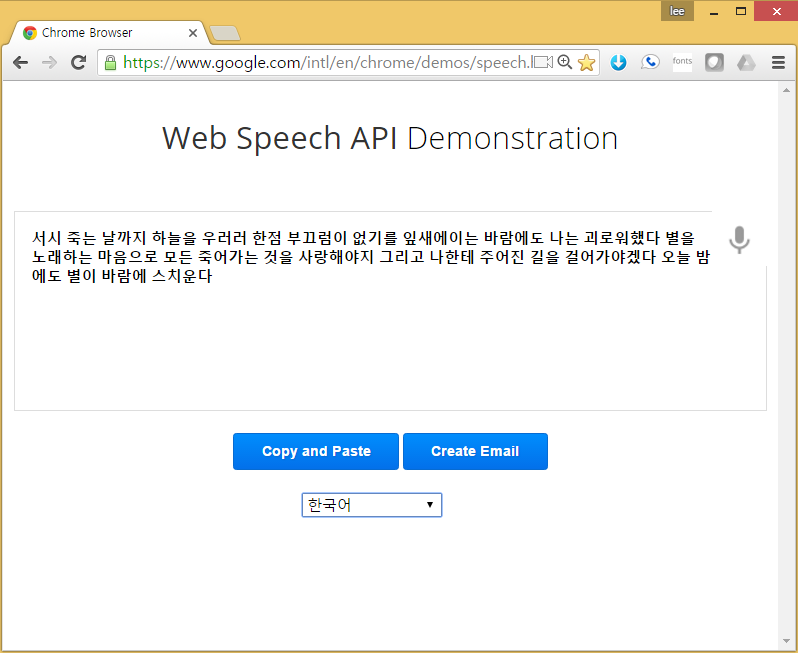 lee
Chrome Browser
https://www.google.com/intl/en/chrome/demos/speech.
fonts
Web Speech API Demonstration
서시 죽는 날까지 하늘을 우러러 한점 부끄럼이 없기를 잎새에이는 바람에도 나는 괴로워했다 별을
노래하는 마음으로 모든 죽어가는 것을 사랑해야지 그리고 나한테 주어진 길을 걸어가야겠다 오늘 밤
에도 별이 바람에 스치운다
Copy and Paste
Create Email
한국어